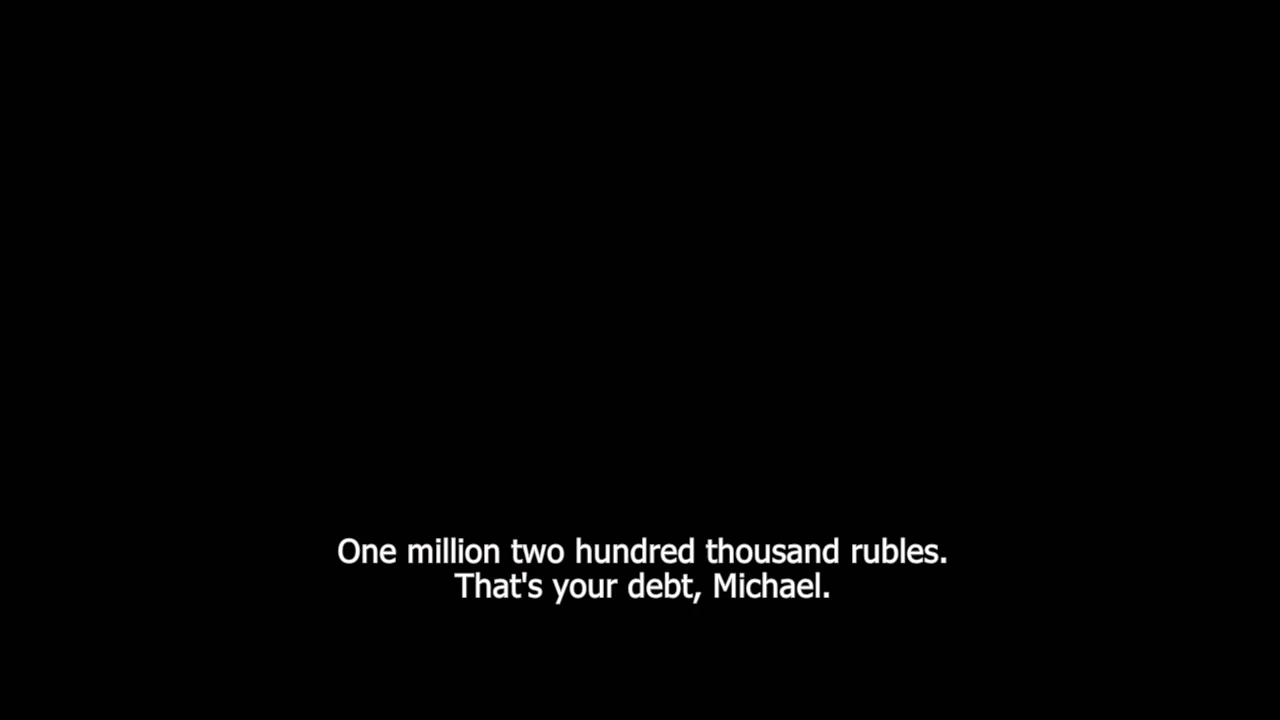 One million two hundred thousand rubles.
That's your debt, Michael.